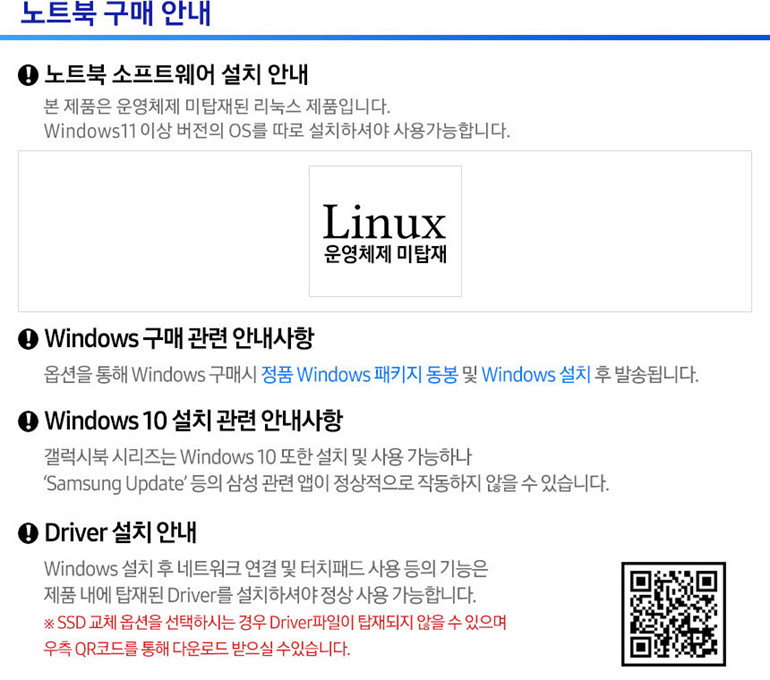 노트북 구매 안내
노트북 소프트웨어 설치 안내
본 제품은 운영체제 미탑재된 리눅스 제품입니다.
Windows11 이상 버전의 OS를 따로 설치하셔야 사용가능합니다.
Linux
운영체제 미탑재
Windows 구매 관련 안내사항
옵션을 통해 Windows 구매시 정품 Windows 패키지 동봉 및 Windows 설치 후 발송됩니다.
Windows 10 설치 관련 안내사항
갤럭시북 시리즈는 Windows 10 또한 설치 및 사용 가능하나
‘Samsung Update’ 등의 삼성 관련 앱이 정상적으로 작동하지 않을 수 있습니다.
Driver 설치 안내
Windows 설치 후 네트워크 연결 및 터치패드 사용 등의 기능은
제품 내에 탑재된 Driver를 설치하셔야 정상 사용 가능합니다.
※ SSD 교체 옵션을 선택하시는 경우 Driver파일이 탑재되지 않을 수 있으며
우측 QR코드를 통해 다운로드 받으실 수있습니다.